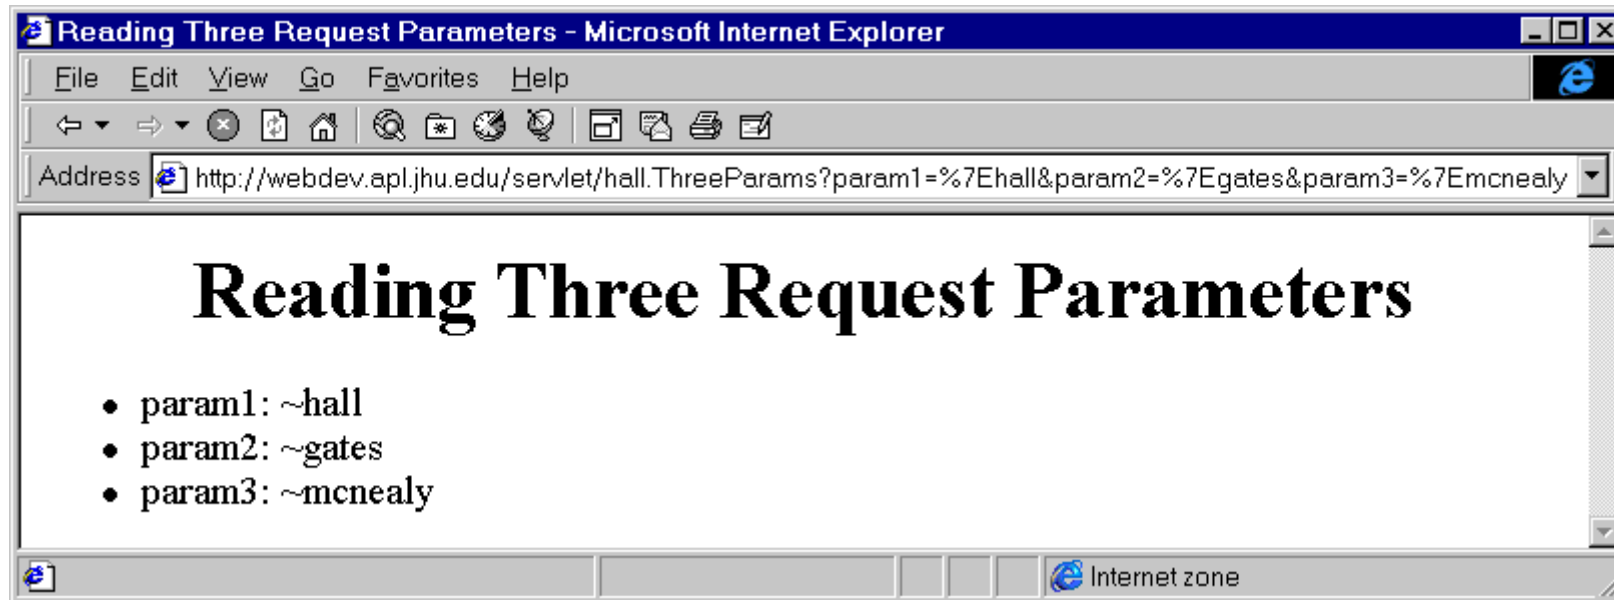 Reading Three Request Parameters - Microsoft Internet Explorer
File Edit View Go Favorites Help
Address http://webdev.apl.jhu.edu/servlet/hall.ThreeParams?param1=%7Ehall&param2=%7Egates&param3=%7Emcnealy
Reading Three Request Parameters
• param1: ~hall
• param2: ~gates
• param3: ~mcnealy
Internet zone